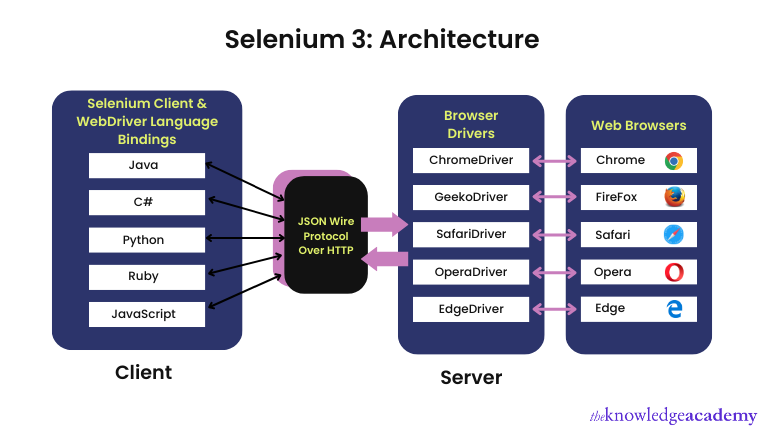 Selenium 3: Architecture
Selenium Client &
WebDriver Language
Bindings
Java
C#
Python
Ruby
JavaScript
Client
JSON Wire
Protocol
Over HTTP
Browser
Drivers
ChromeDriver
GeekoDriver
SafariDriver
OperaDriver
EdgeDriver
Server
Web Browsers
Chrome
FireFox
Safari
Opera
Edge
theknowledgeacademy